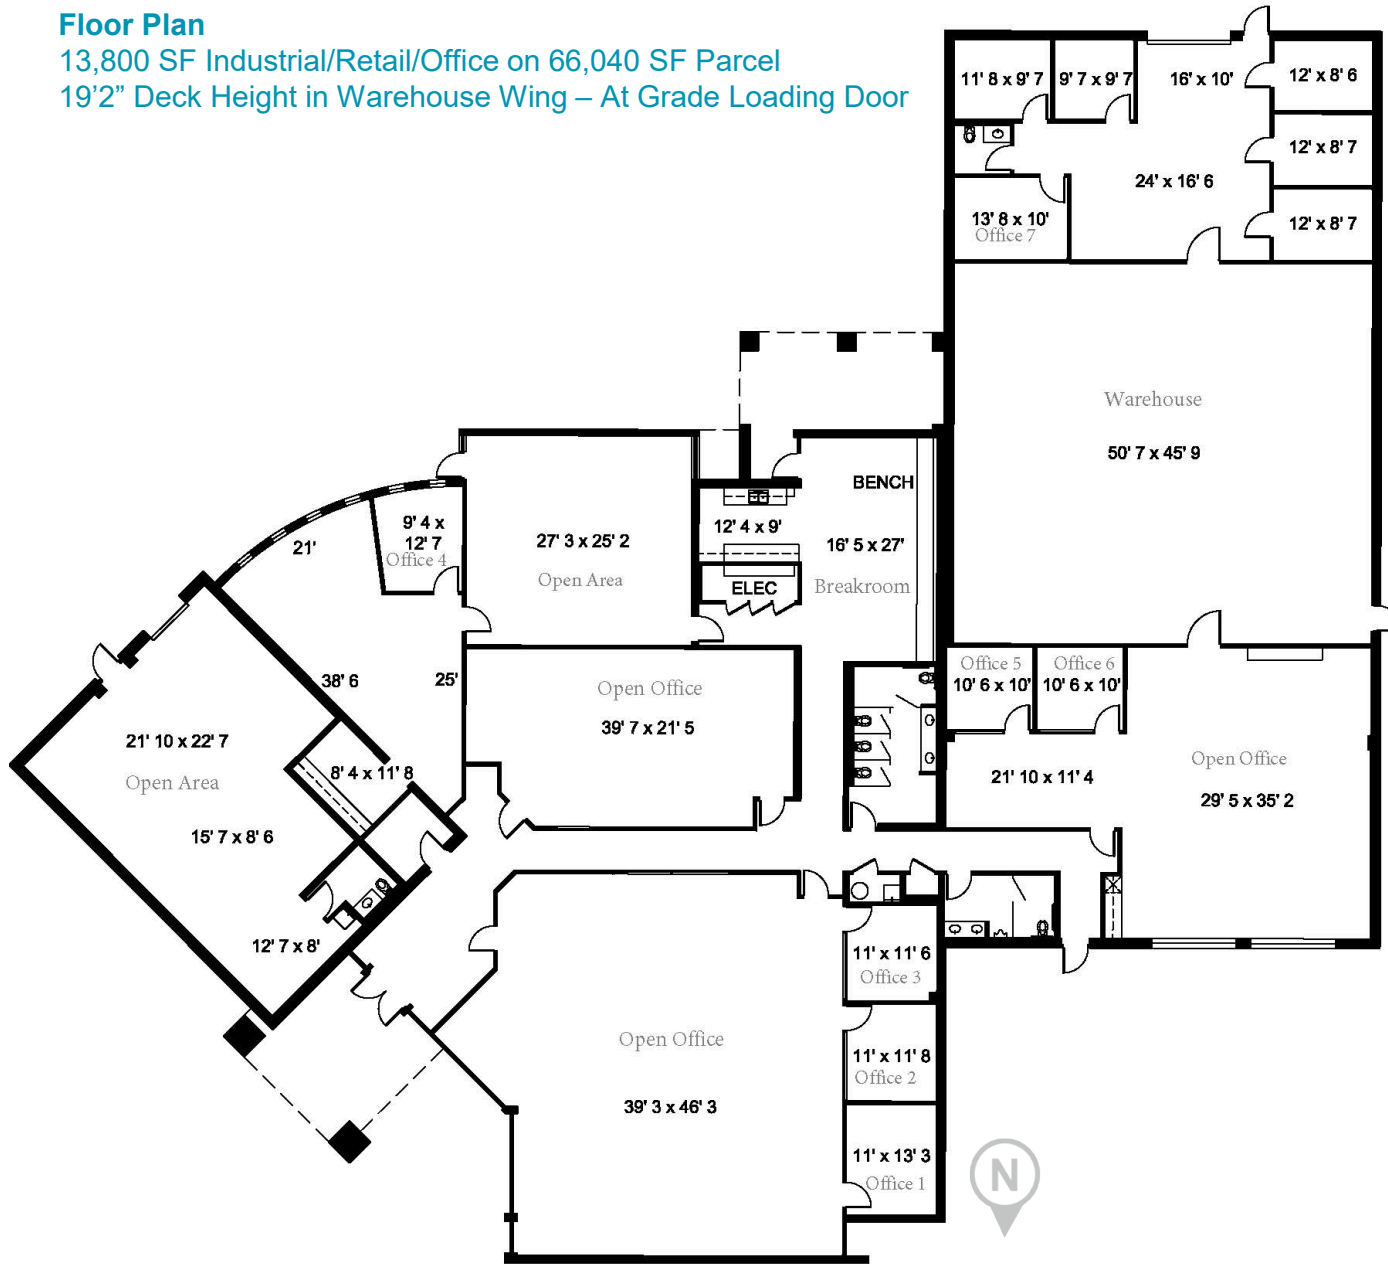 Floor Plan
13,800 SF Industrial/Retail/Office on 66,040 SF Parcel
19’2” Deck Height in Warehouse Wing – At Grade Loading Door
11' 8 x 9' 7
9' 7 x 9' 7
16' x 10'
12' x 8' 6
12' x 8' 7
24' x 16' 6
13' 8 x 10'
Office 7
12' x 8' 7
Warehouse
50' 7 x 45' 9
BENCH
9' 4 x
12' 7
Office 4
21'
27' 3 x 25' 2
Open Area
12' 4 x 9'
16' 5 x 27'
ELEC
Breakroom
38' 6
25'
Open Office
39' 7 x 21' 5
Office 5
10' 6 x 10'
Office 6
10' 6 x 10'
21' 10 x 22' 7
Open Area
8' 4 x 11' 8
21' 10 x 11' 4
Open Office
29' 5 x 35' 2
15' 7 x 8' 6
12' 7 x 8'
11' x 11' 6
Office 3
Open Office
39' 3 x 46' 3
11' x 11' 8
Office 2
11' x 13' 3
Office 1
N